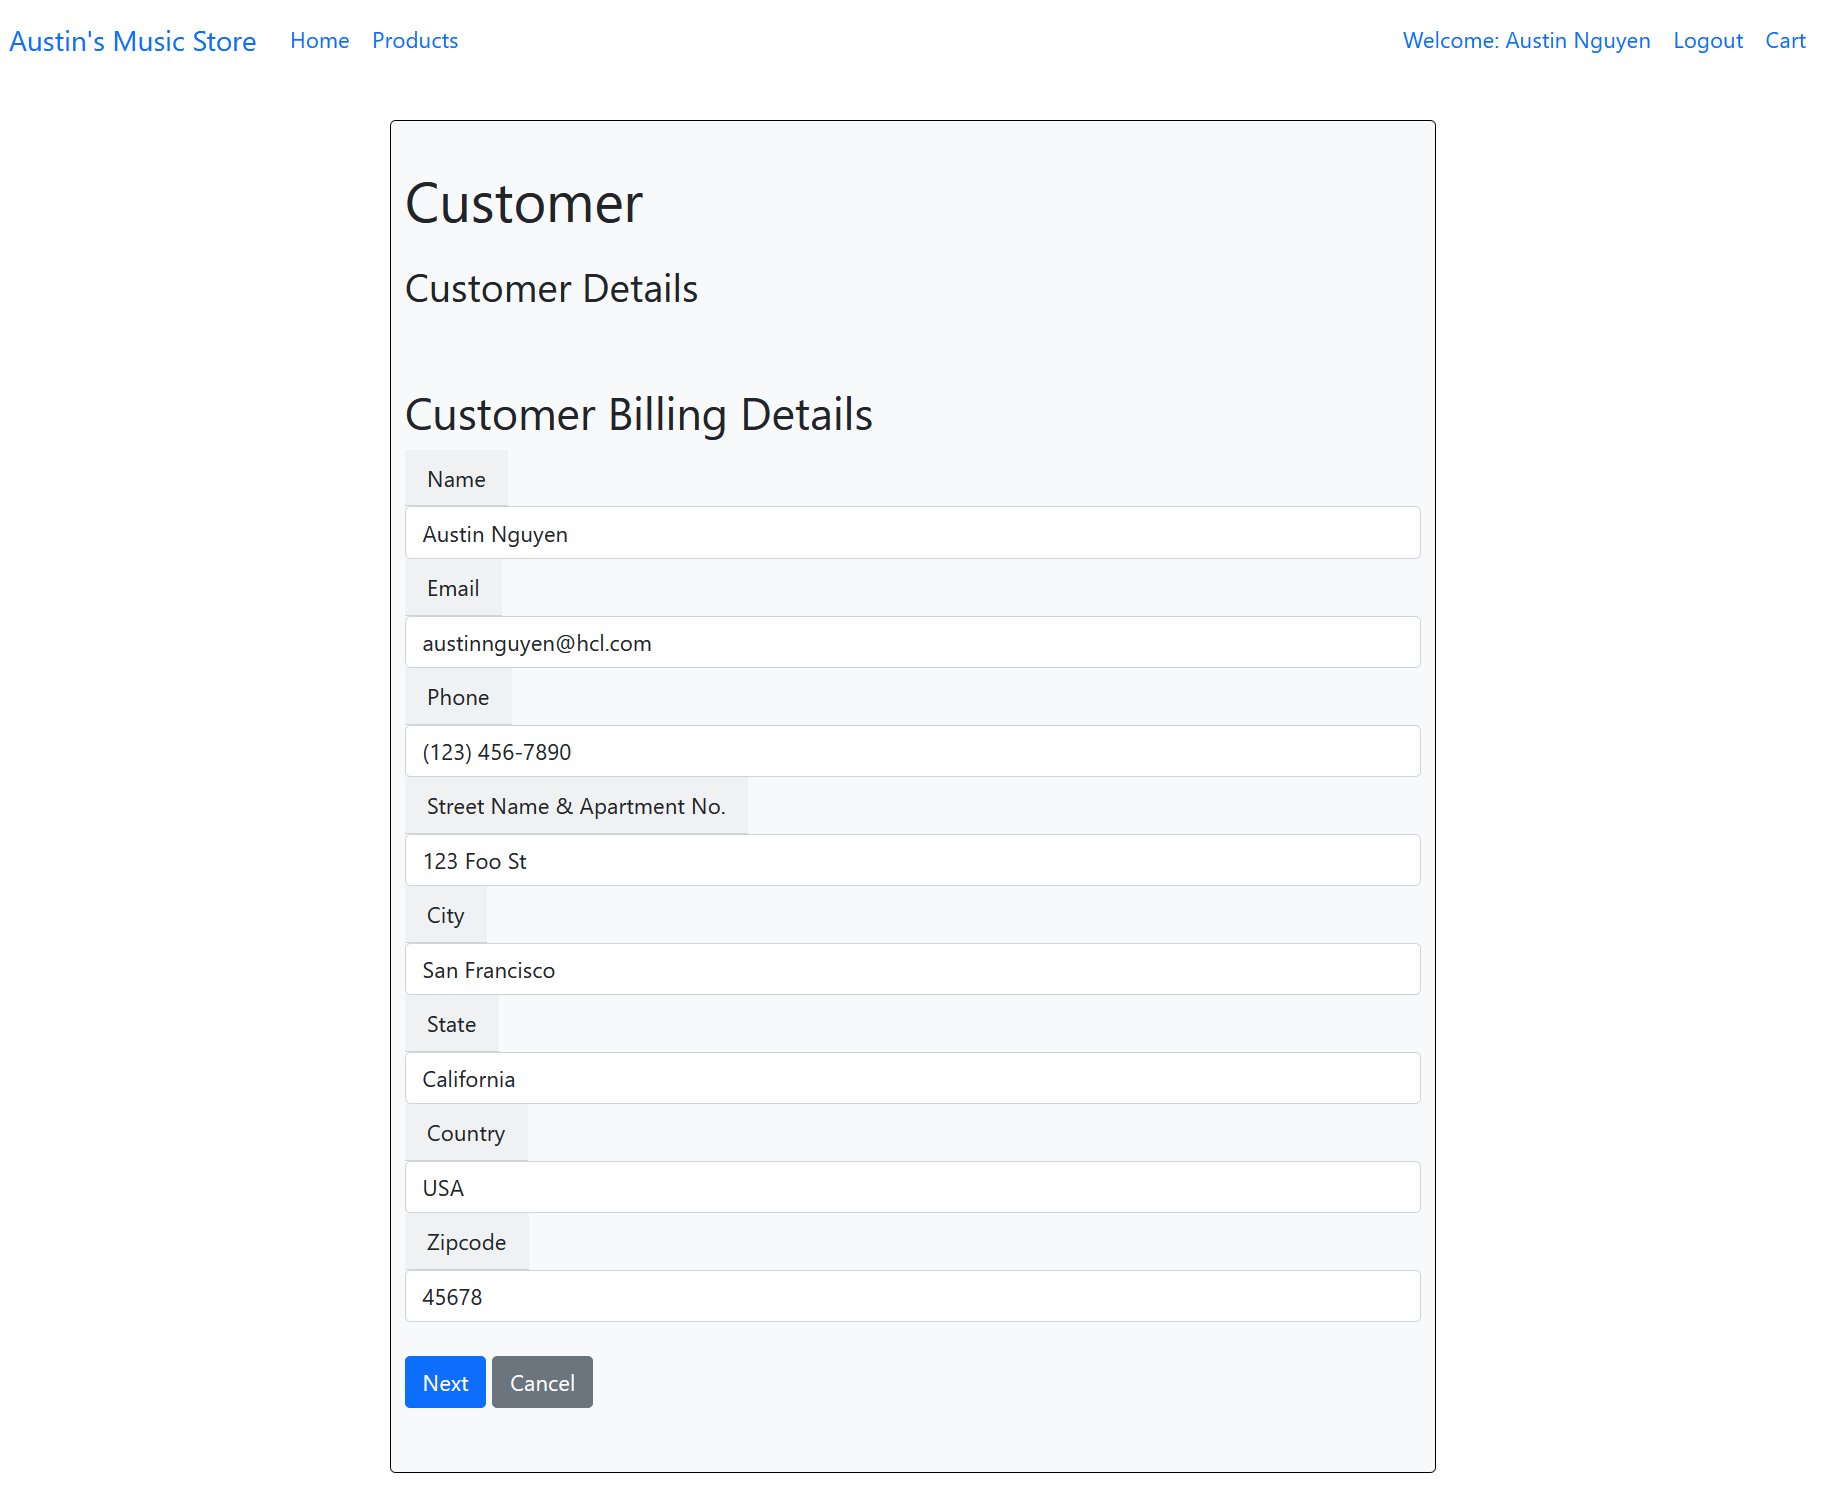 Austin's Music Store Home Products Welcome: Austin Nguyen Logout Cart
Customer
Customer Details
Customer Billing Details
Name
Austin Nguyen
Email
austinnguyen@hcl.com
Phone
(123) 456-7890
Street Name & Apartment No.
123 Foo St
City
San Francisco
State
California
Country
USA
Zipcode
45678
Next Cancel